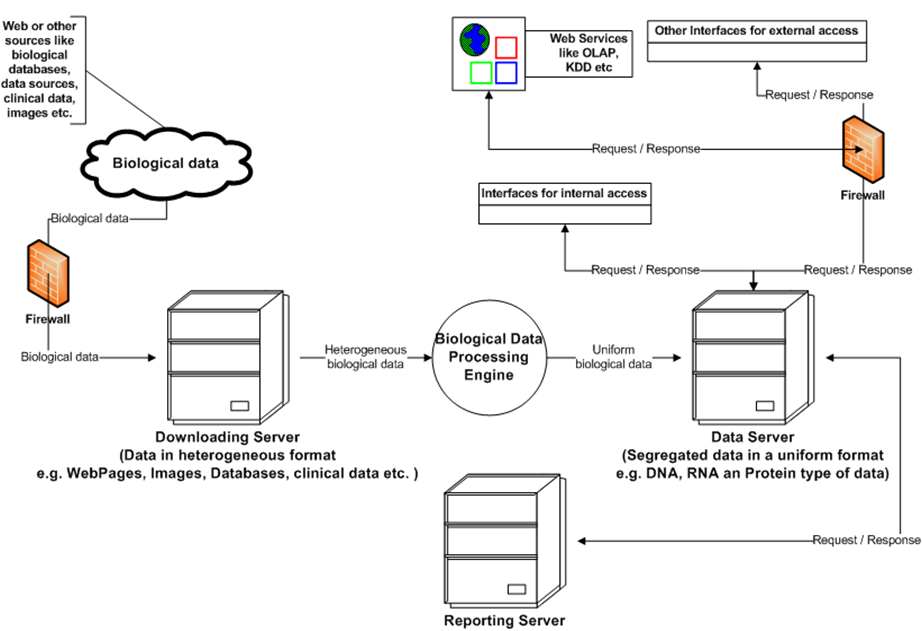 Web or other
sources like
biological
databases,
data sources,
clinical data,
images etc.
Biological data
Biological data
Firewall
Biological data
Web Services
like OLAP,
KDD etc
Other Interfaces for external access
Request / Response
Request / Response
Firewall
Interfaces for internal access
Request / Response
Request / Response
Heterogeneous
biological data
Biological Data
Processing
Engine
Uniform
biological data
Downloading Server
(Data in heterogeneous format
e.g. WebPages, Images, Databases, clinical data etc. )
Data Server
(Segregated data in a uniform format
e.g. DNA, RNA an Protein type of data)
Request / Response
Reporting Server